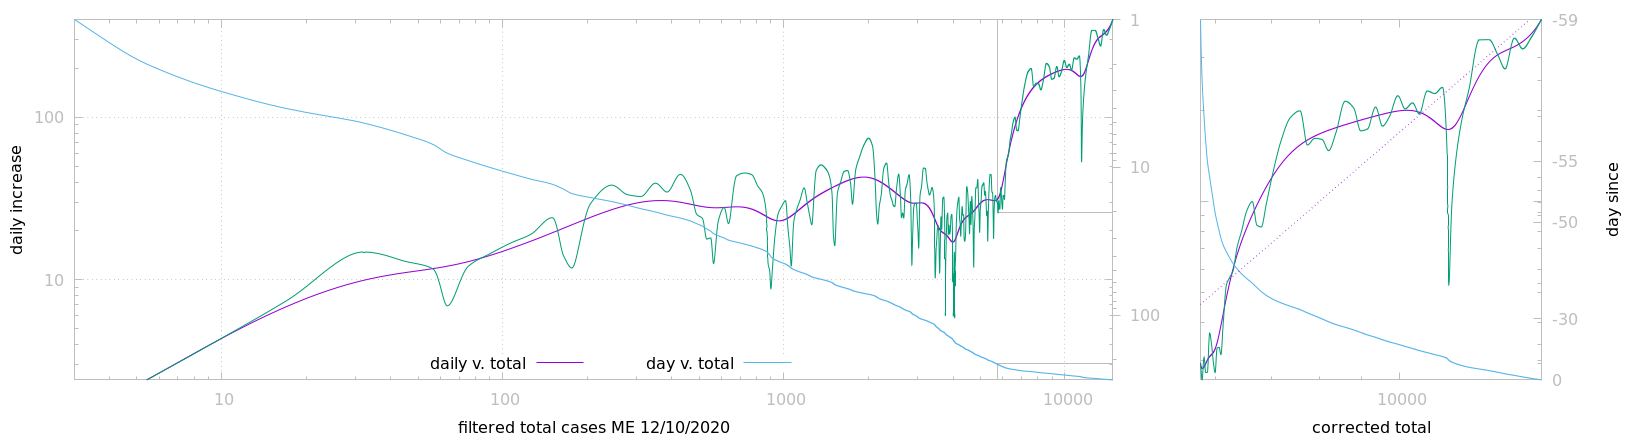 1
-59
100
-55
10
daily increase
day since
-50
10
100
-30
daily v. total
day v. total
0
10
100
1000
10000
10000
filtered total cases ME 12/10/2020
corrected total